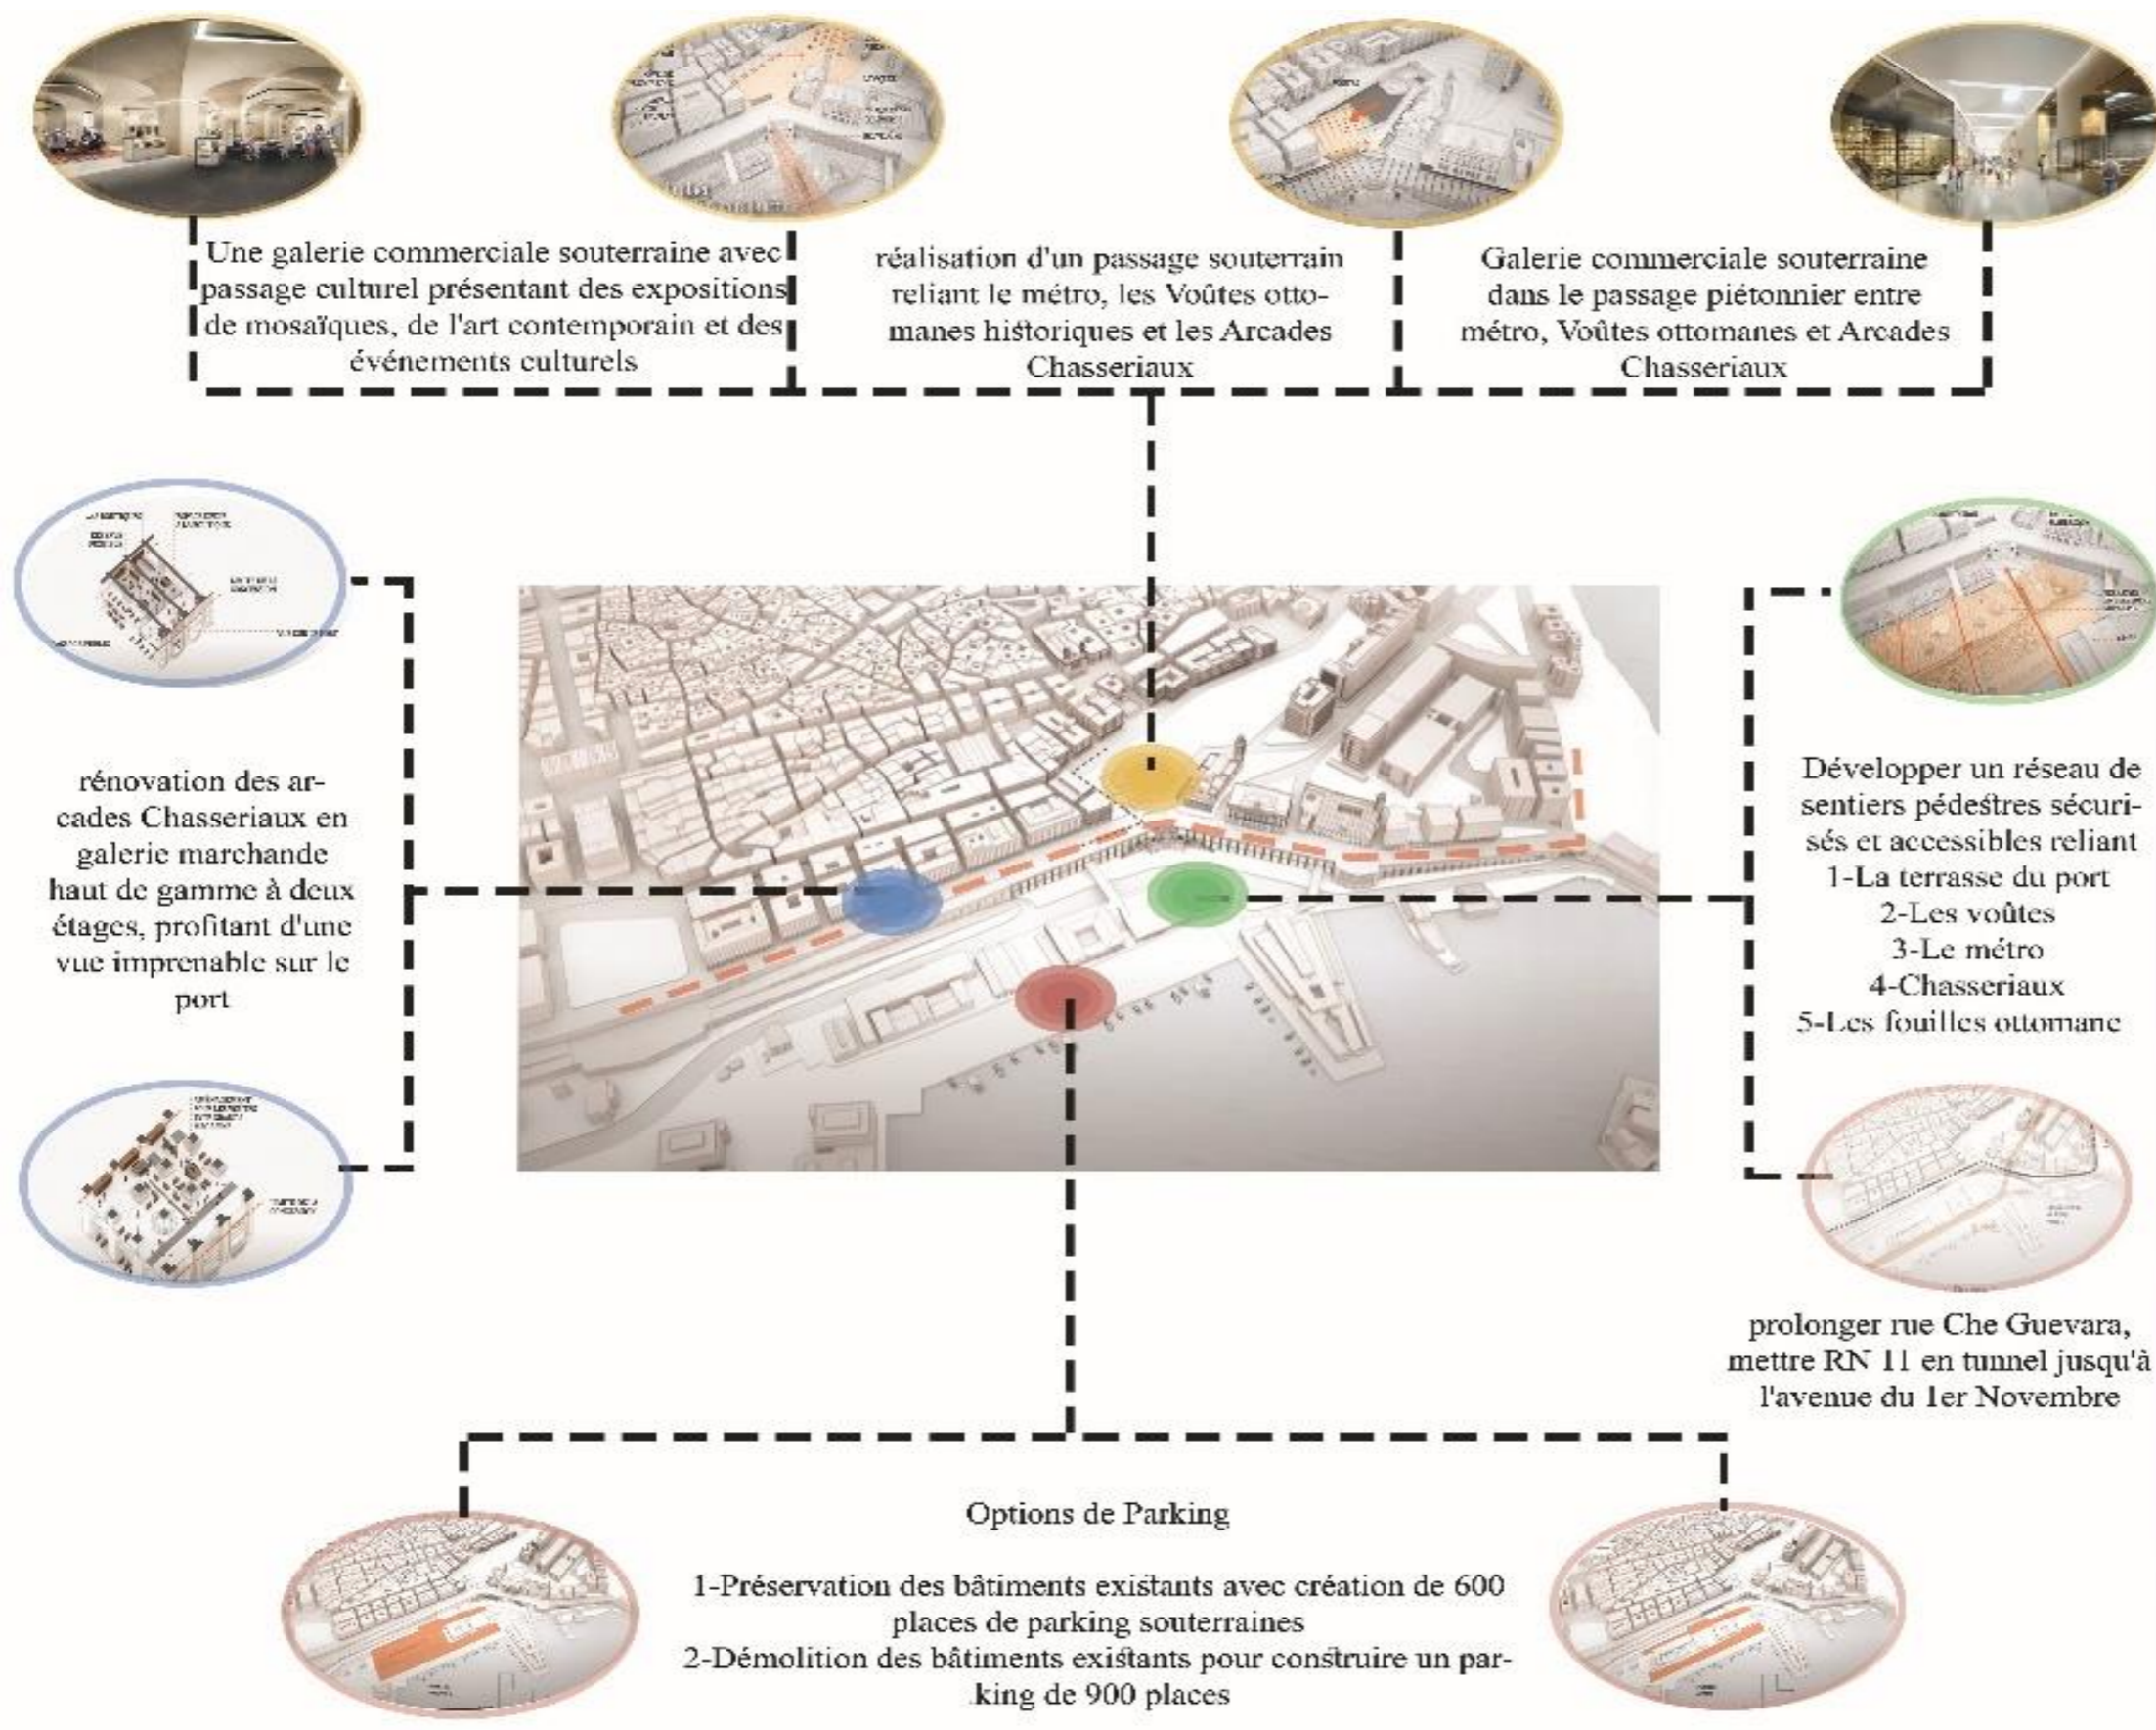 Une galerie commerciale souterraine avec
passage culturel présentant des expositions
de mosaïques, de l'art contemporain et des
événements culturels
réalisation d'un passage souterrain
reliant le métro, les Voûtes otto-
manes historiques et les Arcades
Chasseriaux
Galerie commerciale souterraine
dans le passage piétonnier entre
métro, Voûtes ottomanes et Arcades
Chasseriaux
rénovation des ar-
cades Chasseriaux en
galerie marchande
haut de gamme à deux
étages, profitant d'une
vue imprenable sur le
port
Développer un réseau de
sentiers pédestres sécuri-
sés et accessibles reliant
1-La terrasse du port
2-Les voûtes
3-Le métro
4-Chasseriaux
5-Les fouilles ottomane
prolonger rue Che Guevara,
mettre RN 11 en tunnel jusqu'à
l'avenue du 1er Novembre
Options de Parking
1-Préservation des bâtiments existants avec création de 600
places de parking souterraines
2-Démolition des bâtiments existants pour construire un par-
king de 900 places